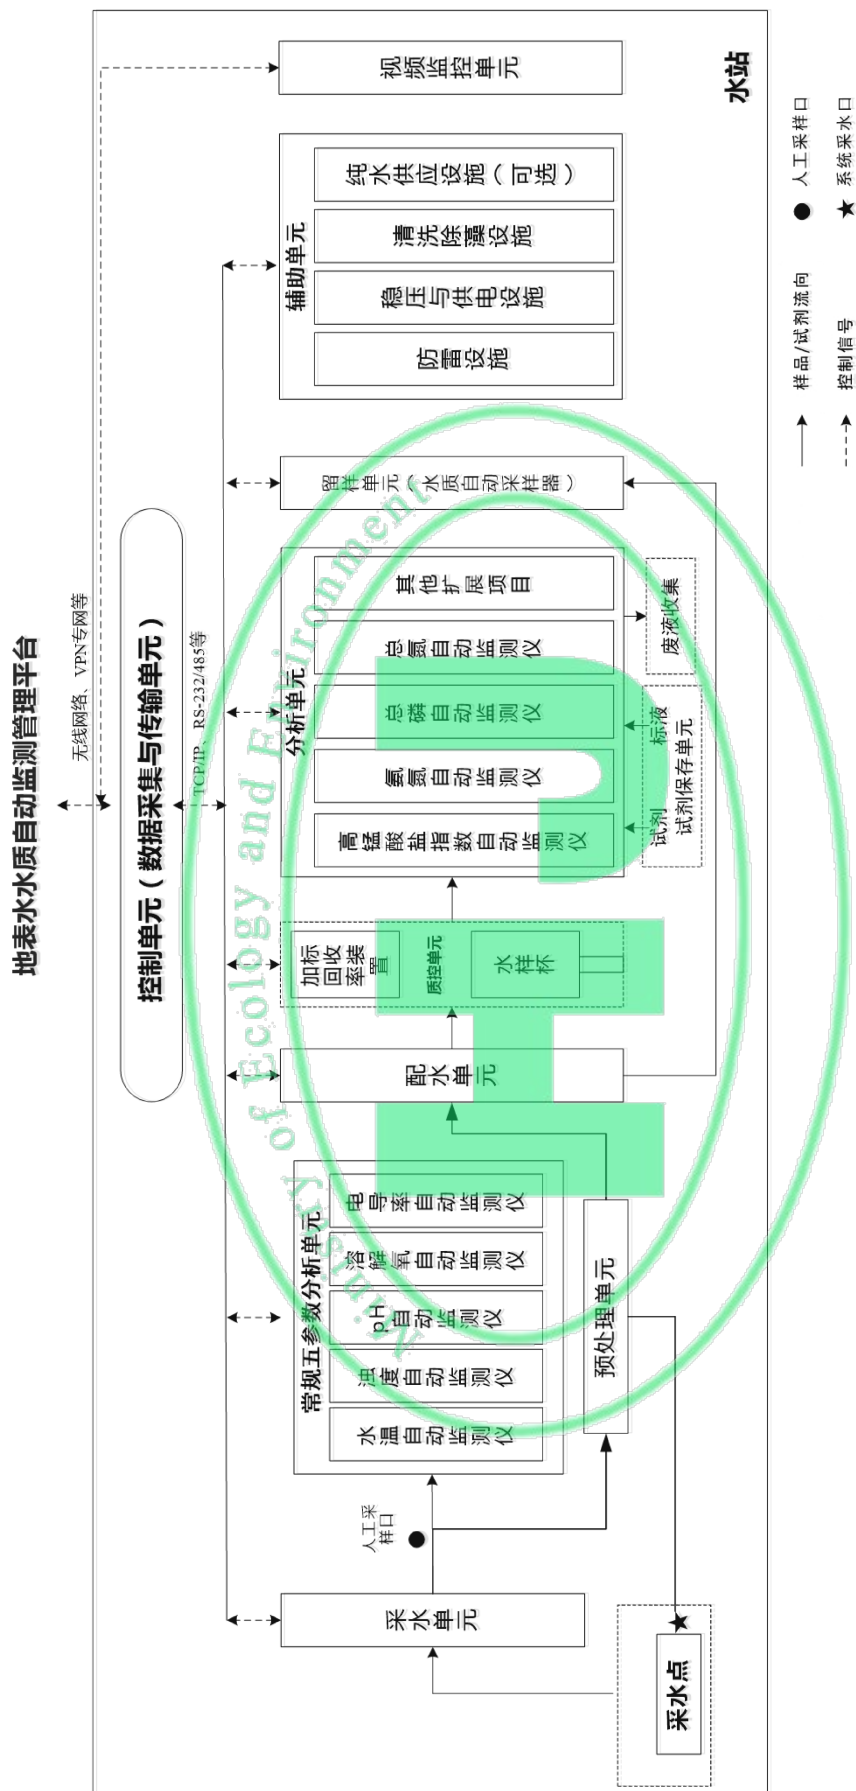 地表水水质自动监测管理平台
无线网络、VPN专网等
控制单元（数据采集与传输单元）
TCP/IP、RS-232/485等
采水点
采水单元
人工采
样口
常规五参数分析单元
水温自动监测仪
浊度自动监测仪
pH自动监测仪
溶解氧自动监测仪
电导率自动监测仪
预处理单元
配水单元
加标
回收
率装
置
质控单元
水样
杯
分析单元
高锰酸盐指数自动监测仪
氨氮自动监测仪
总磷自动监测仪
总氮自动监测仪
其他扩展项目
试剂 标液
试剂保存单元
废液收集
留样单元（水质自动采样器）
辅助单元
防雷设施
稳压与供电设施
清洗除藻设施
纯水供应设施（可选）
视频监控单元
水站
样品/试剂流向 人工采样口
控制信号 系统采水口
Ministry of Ecology and Environment